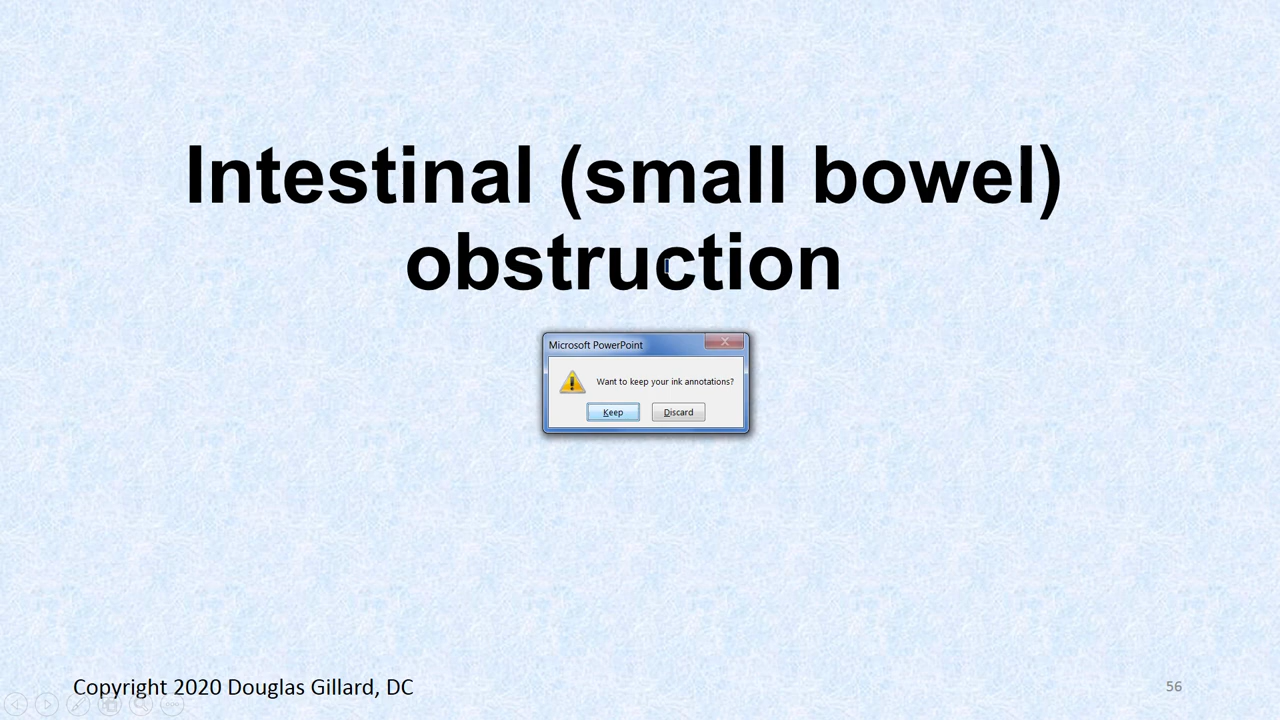 Intestinal (small bowel)
obstruction
Microsoft PowerPoint
Want to keep your ink annotations?
Keep Discard
Copyright 2020 Douglas Gillard, DC
56